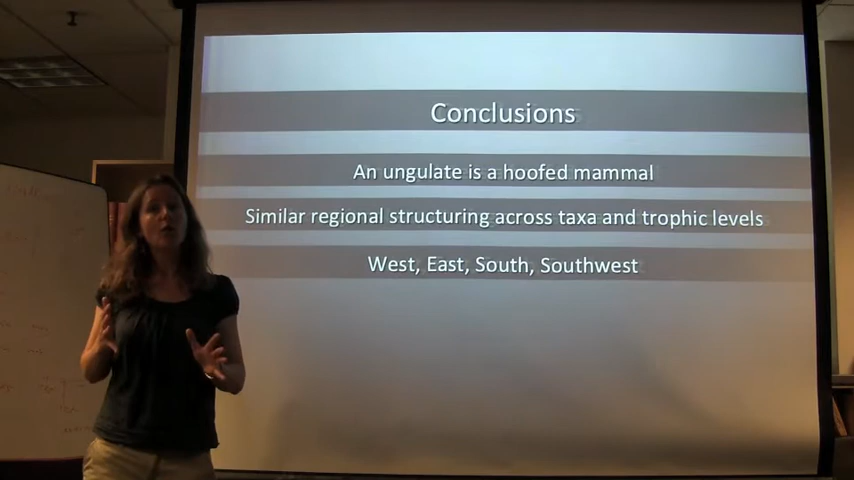 Conclusions
An ungulate is a hoofed mammal
Similar regional structuring across taxa and trophic levels
West, East, South, Southwest